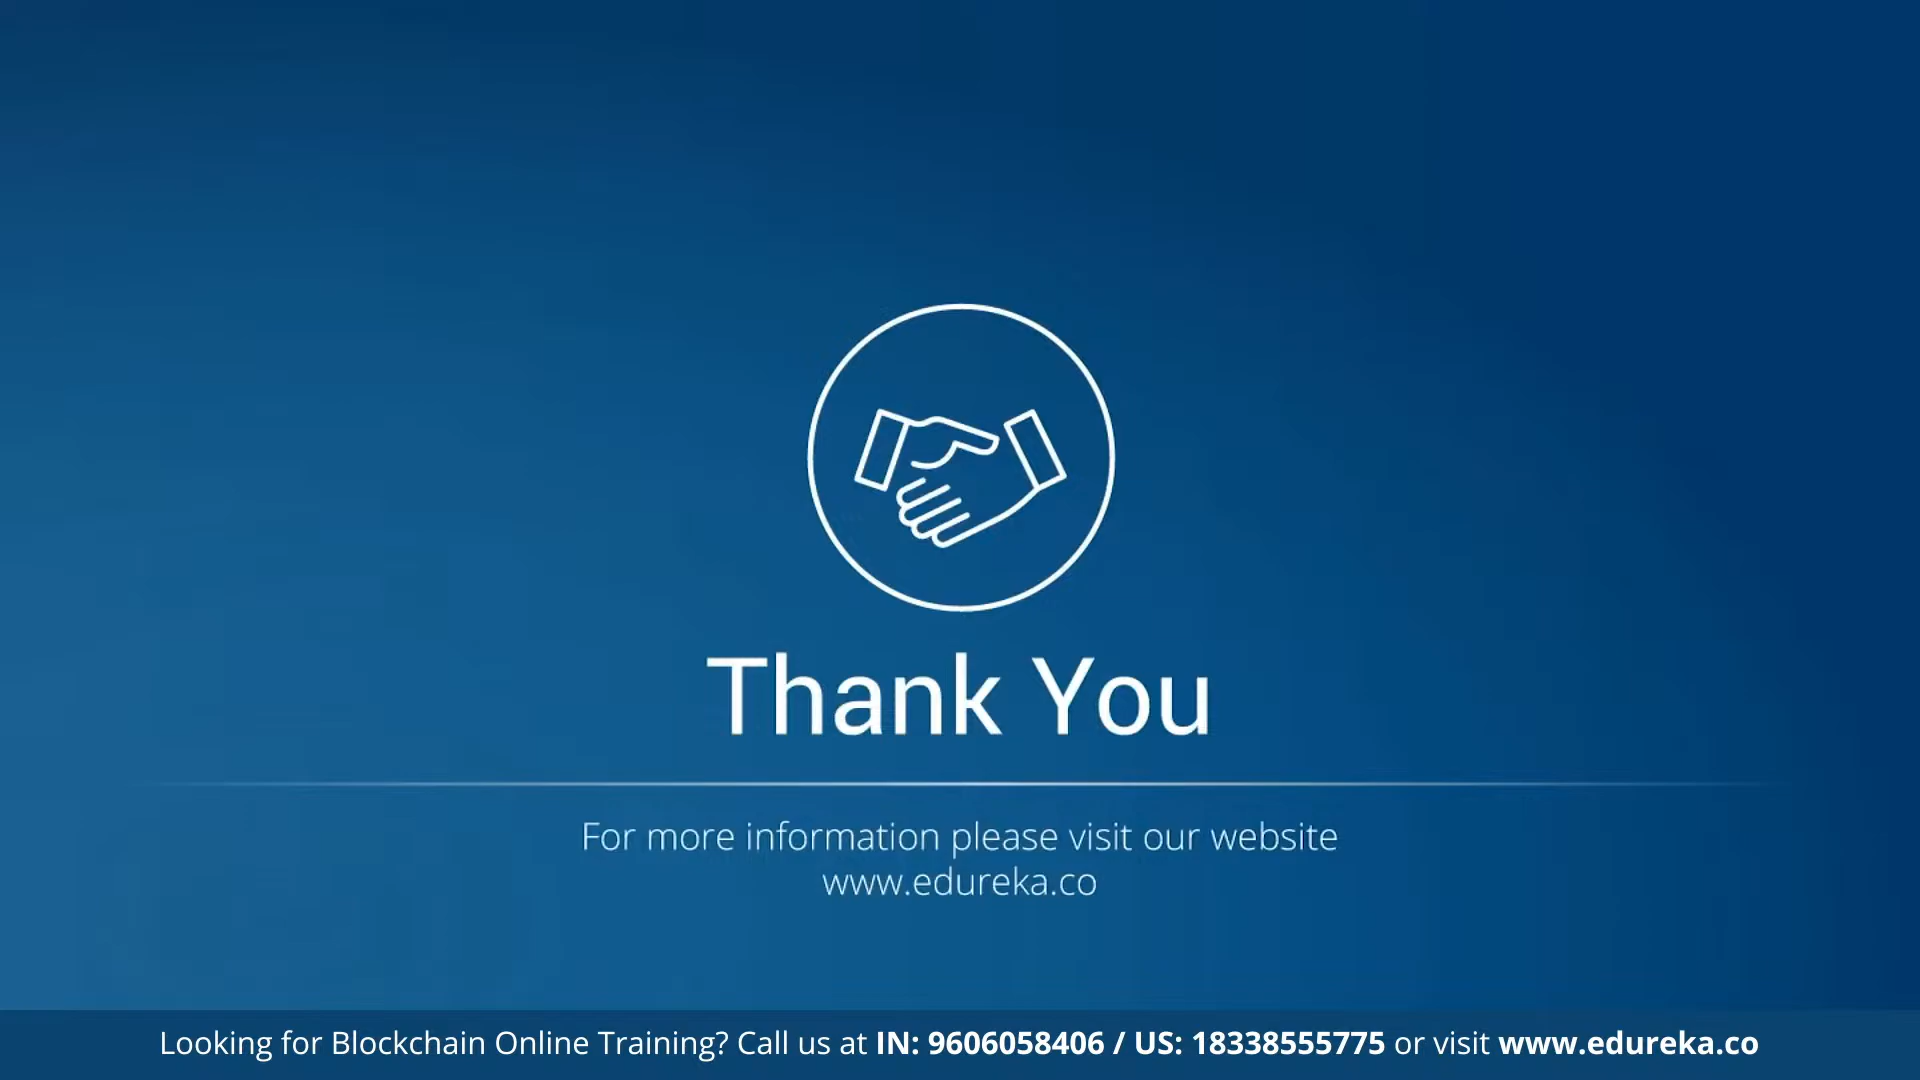 Thank You
For more information please visit our website
www.edureka.co
Looking for Blockchain Online Training? Call us at IN: 9606058406 / US: 18338555775 or visit www.edureka.co